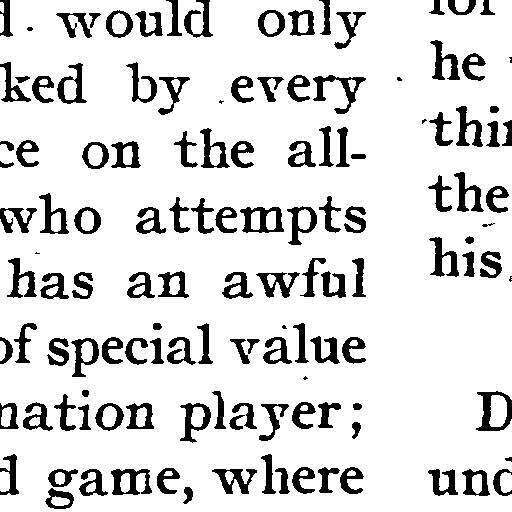 would only
ked by every
ce on the all-
who attempts
has an awful
of special value
nation player;
d game, where
he
thin
the
his,
D
und